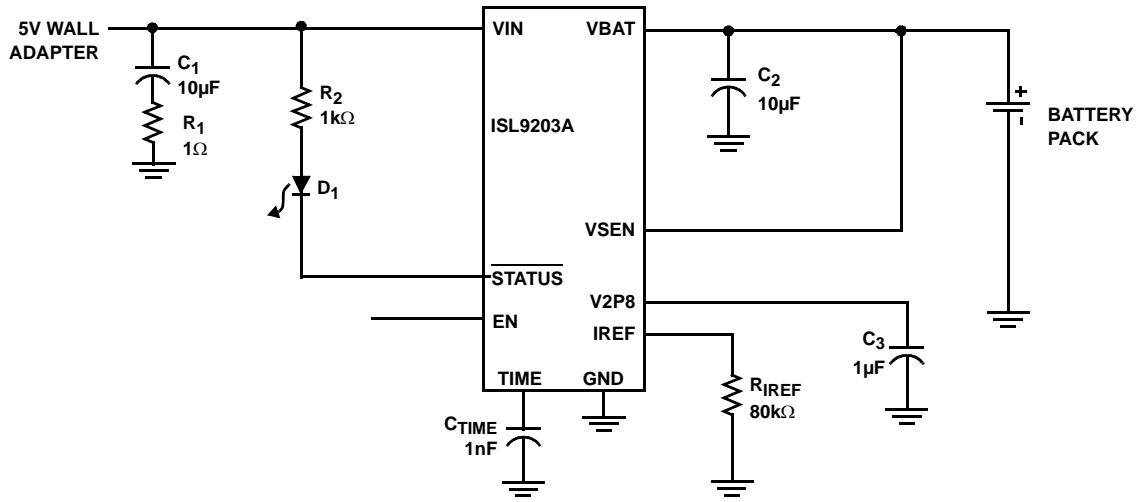 5V WALL
ADAPTER
C1
10µF
R1
1Ω
R2
1kΩ
D1
VIN
VBAT
ISL9203A
VSEN
STATUS
V2P8
EN
IREF
TIME
GND
CTIME
1nF
C2
10µF
+
-
BATTERY
PACK
C3
1µF
RIREF
80kΩ